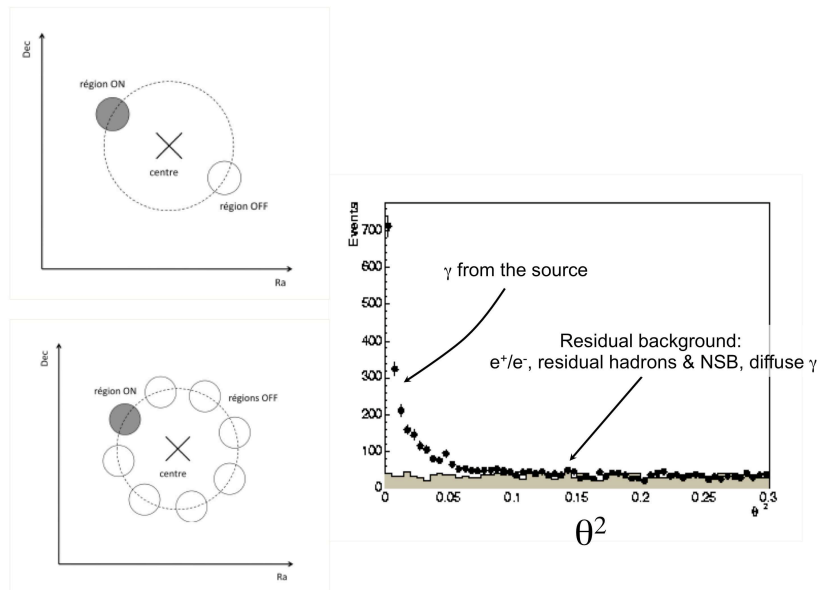 Dec
région ON
centre
région OFF
Ra
Dec
région ON
régions OFF
centre
Ra
Events
700
600
500
400
300
200
100
0
γ from the source
Residual background:
e⁺/e⁻, residual hadrons & NSB, diffuse γ
0 0.05 0.1 0.15 0.2 0.25 0.3
θ²
θ²